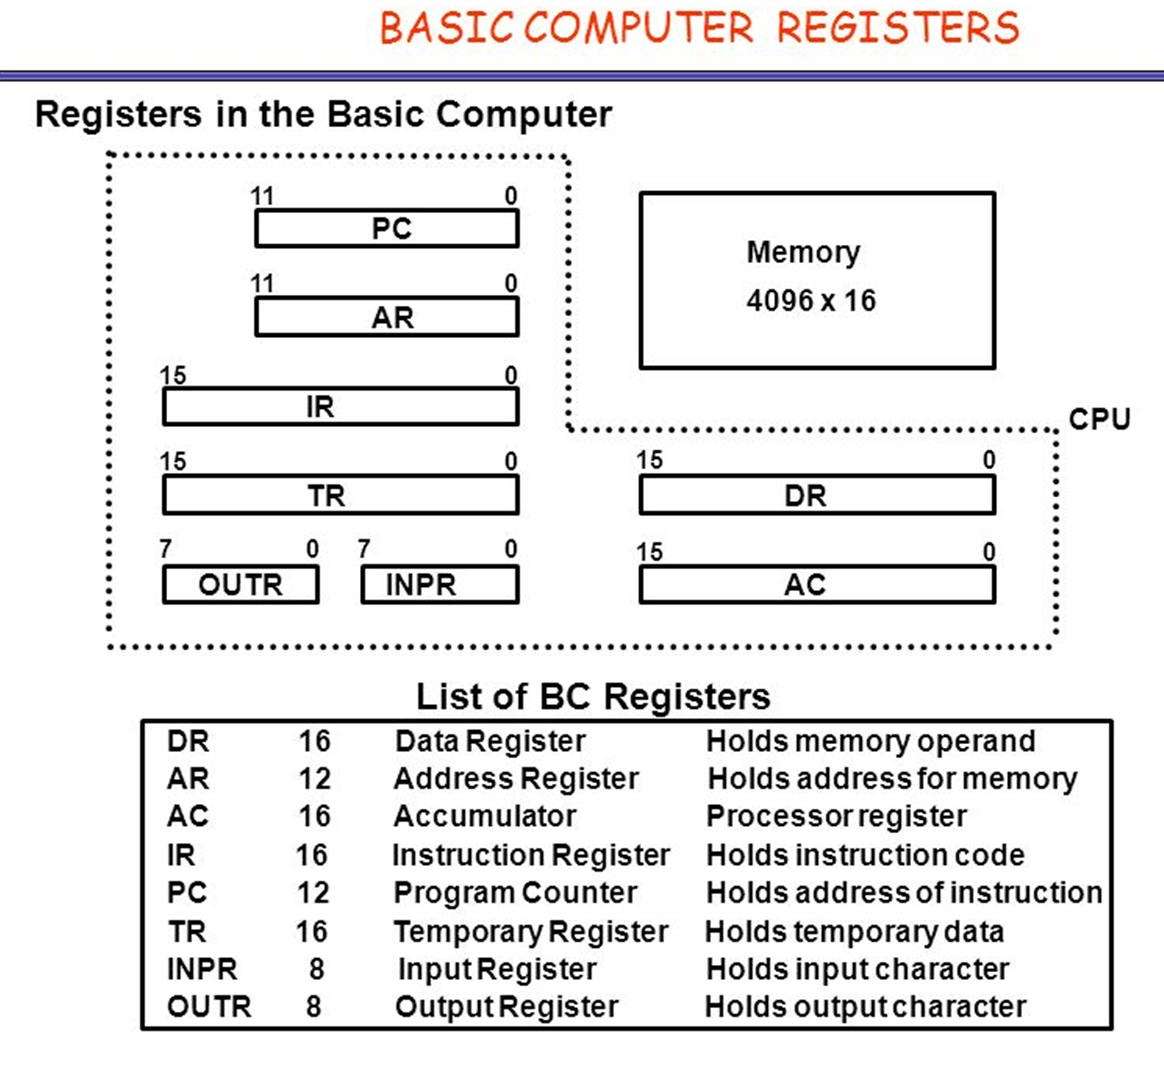 BASIC COMPUTER REGISTERS
Registers in the Basic Computer
11 0
PC
11 0
AR
15 0
IR
15 0
TR
7 0 7 0
OUTR INPR
Memory
4096 x 16
CPU
15 0
DR
15 0
AC
List of BC Registers
DR 16 Data Register Holds memory operand
AR 12 Address Register Holds address for memory
AC 16 Accumulator Processor register
IR 16 Instruction Register Holds instruction code
PC 12 Program Counter Holds address of instruction
TR 16 Temporary Register Holds temporary data
INPR 8 Input Register Holds input character
OUTR 8 Output Register Holds output character